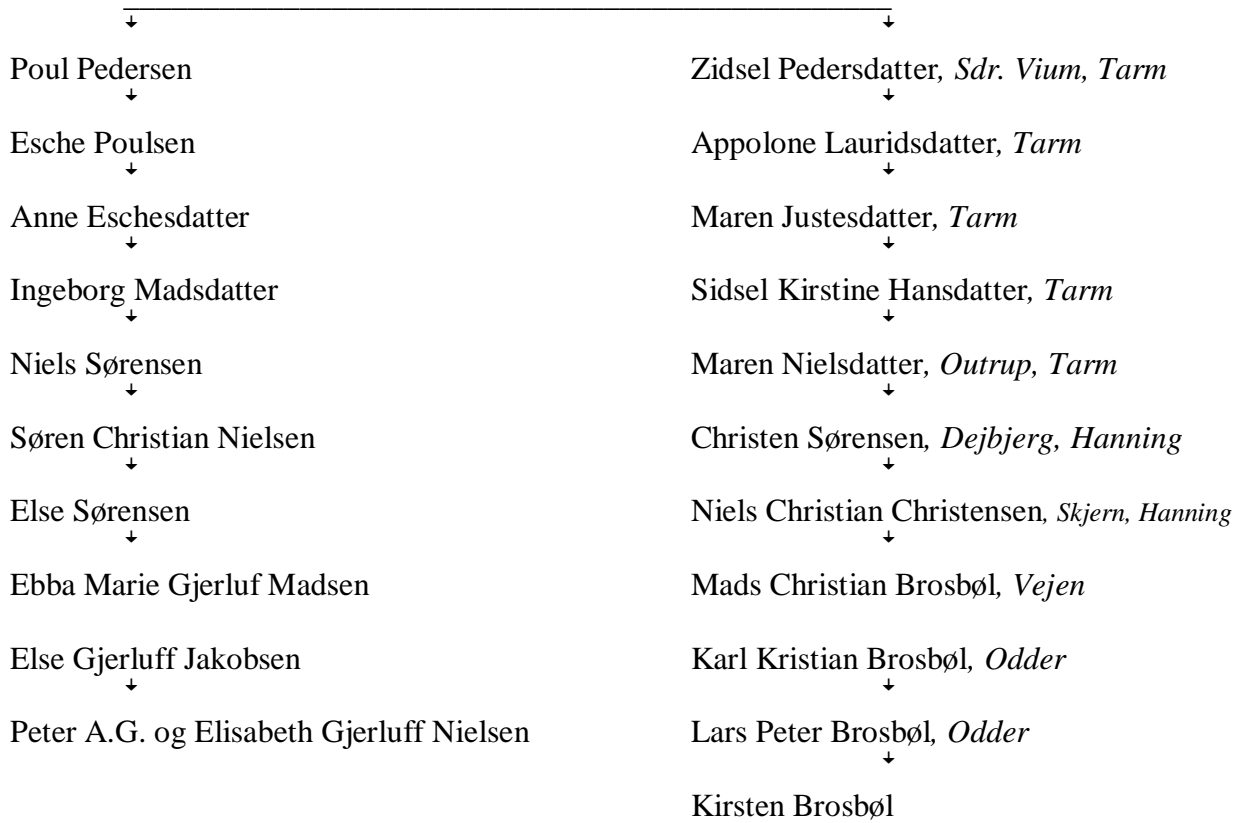 Poul Pedersen Zidsel Pedersdatter, Sdr. Vium, Tarm
Esche Poulsen Appolone Lauridsdatter, Tarm
Anne Eschesdatter Maren Justesdatter, Tarm
Ingeborg Madsdatter Sidsel Kirstine Hansdatter, Tarm
Niels Sørensen Maren Nielsdatter, Outrup, Tarm
Søren Christian Nielsen Christen Sørensen, Dejbjerg, Hanning
Else Sørensen Niels Christian Christensen, Skjern, Hanning
Ebba Marie Gjerluf Madsen Mads Christian Brosbøl, Vejen
Else Gjerluff Jakobsen Karl Kristian Brosbøl, Odder
Peter A.G. og Elisabeth Gjerluff Nielsen Lars Peter Brosbøl, Odder
Kirsten Brosbøl